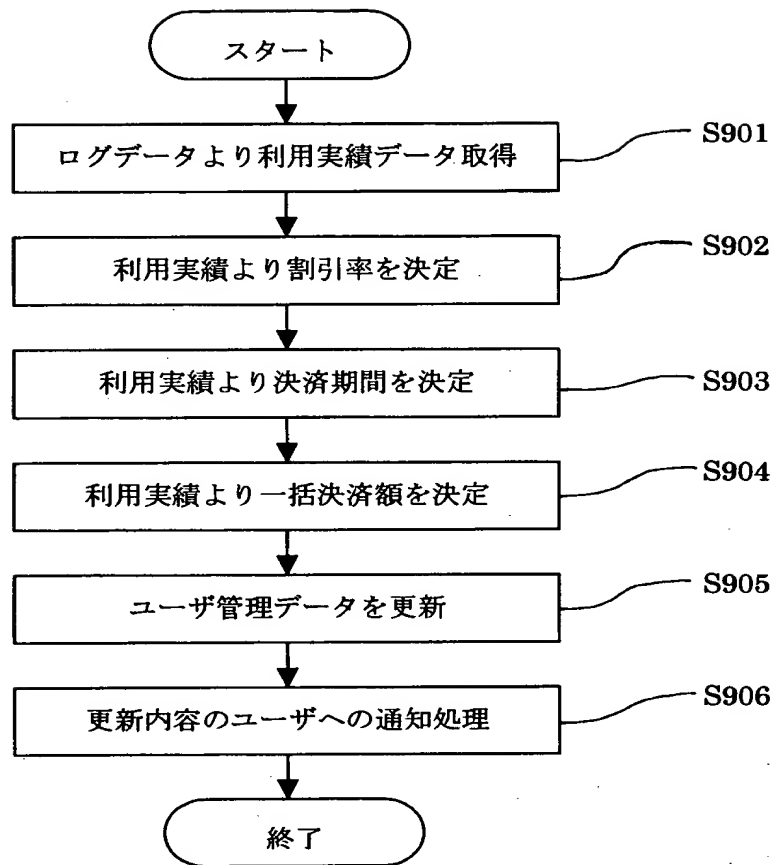 スタート
ログデータより利用実績データ取得
S901
利用実績より割引率を決定
S902
利用実績より決済期間を決定
S903
利用実績より一括決済額を決定
S904
ユーザ管理データを更新
S905
更新内容のユーザへの通知処理
S906
終了